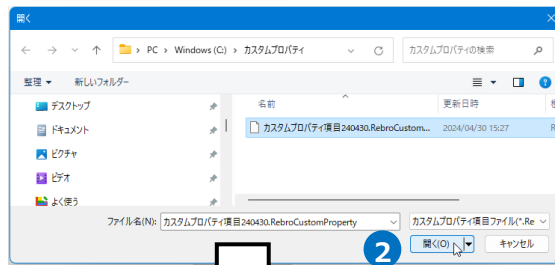 開く
PC > Windows (C:) > カスタムプロパティ
カスタムプロパティの検索
整理 新しいフォルダー
名前 更新日時
デスクトップ
ドキュメント
ピクチャ
ビデオ
よく使う
カスタムプロパティ項目240430.RebroCustom... 2024/04/30 15:27
ファイル名(N): カスタムプロパティ項目240430.RebroCustomProperty
カスタムプロパティ項目ファイル(*.Re
2
開く(O) キャンセル